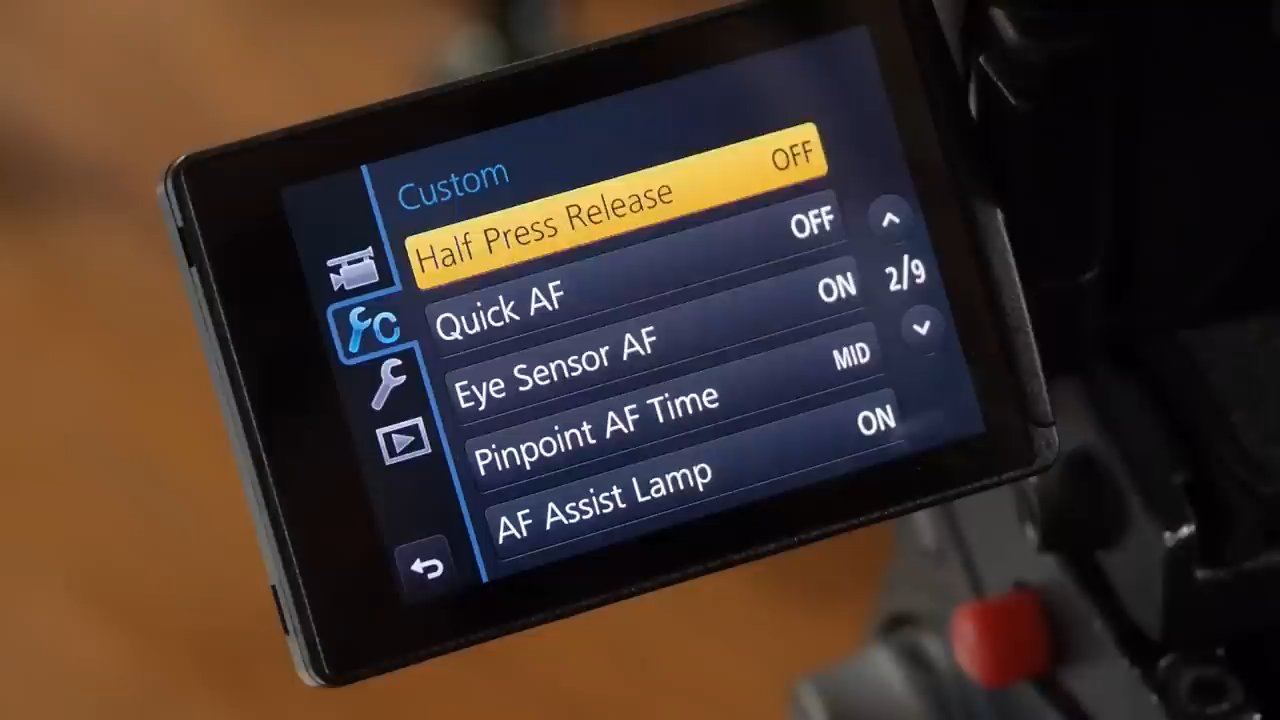 Custom
Half Press Release OFF
Quick AF OFF
Eye Sensor AF ON
Pinpoint AF Time MID
AF Assist Lamp ON
2/9
C